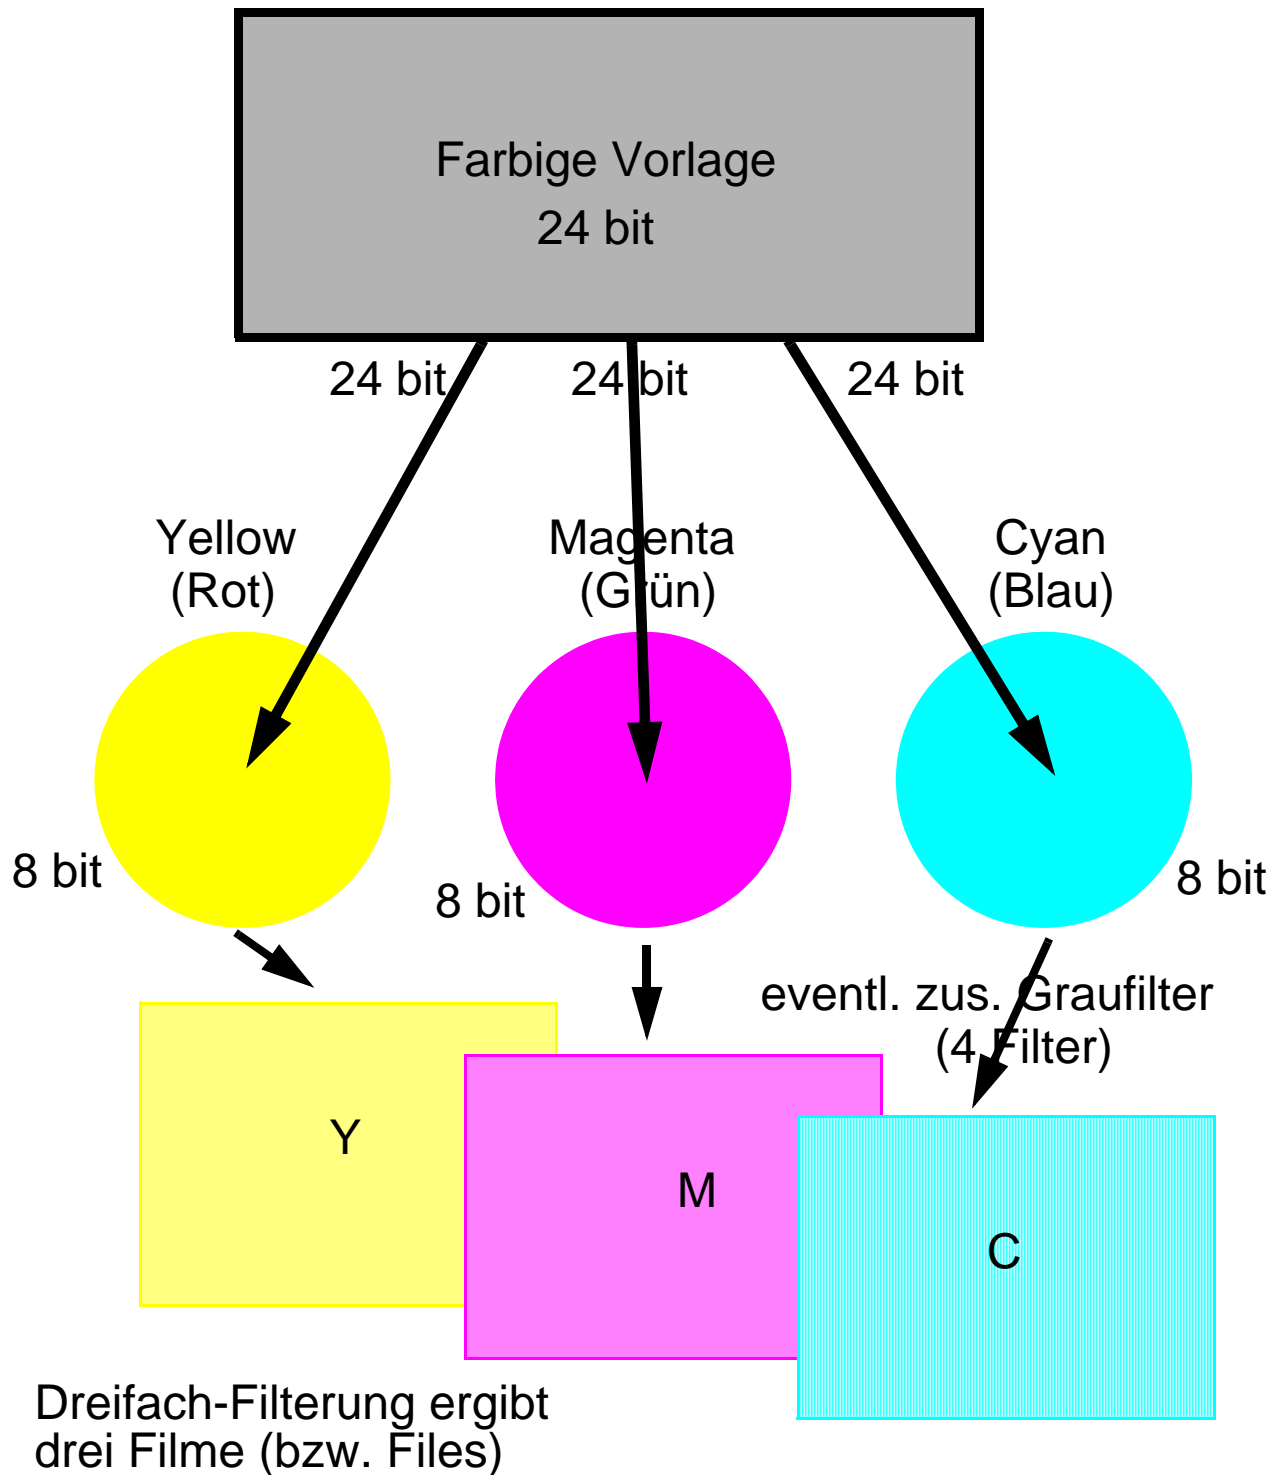 Farbige Vorlage
24 bit
24 bit
24 bit
24 bit
Yellow
(Rot)
Magenta
(Grün)
Cyan
(Blau)
8 bit
8 bit
8 bit
eventl. zus. Graufilter
(4 Filter)
Y
M
C
Dreifach-Filterung ergibt
drei Filme (bzw. Files)